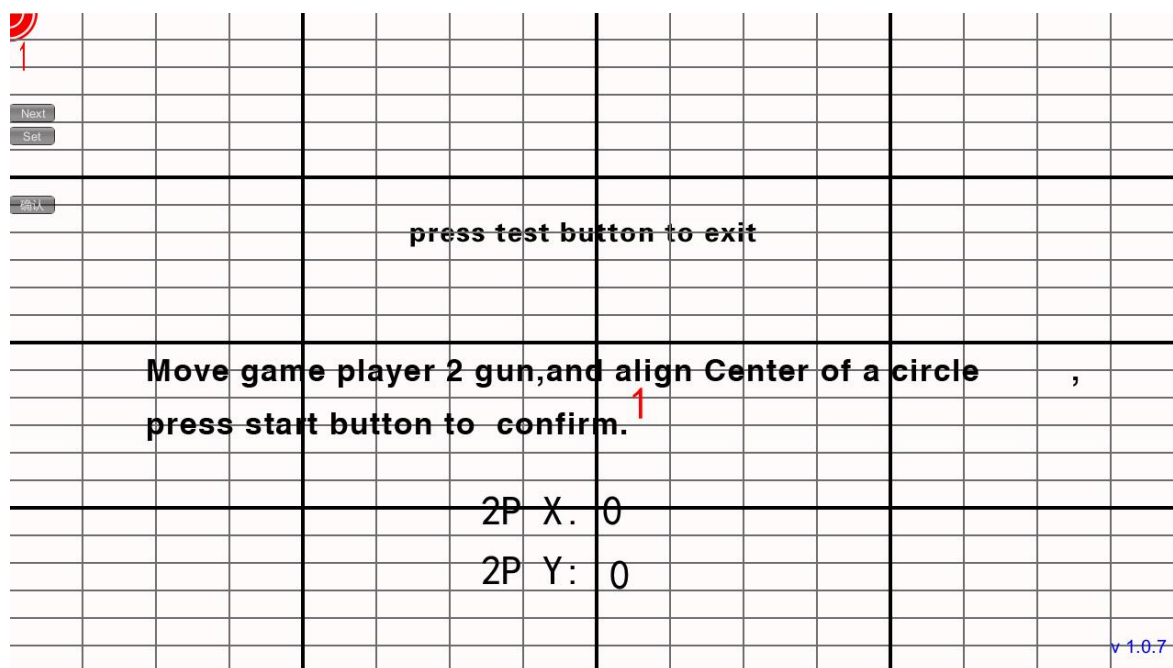 1
Next
Set
确认
press test button to exit
Move game player 2 gun,and align Center of a circle ,
press start button to confirm. 1
2P X. 0
2P Y: 0
v 1.0.7